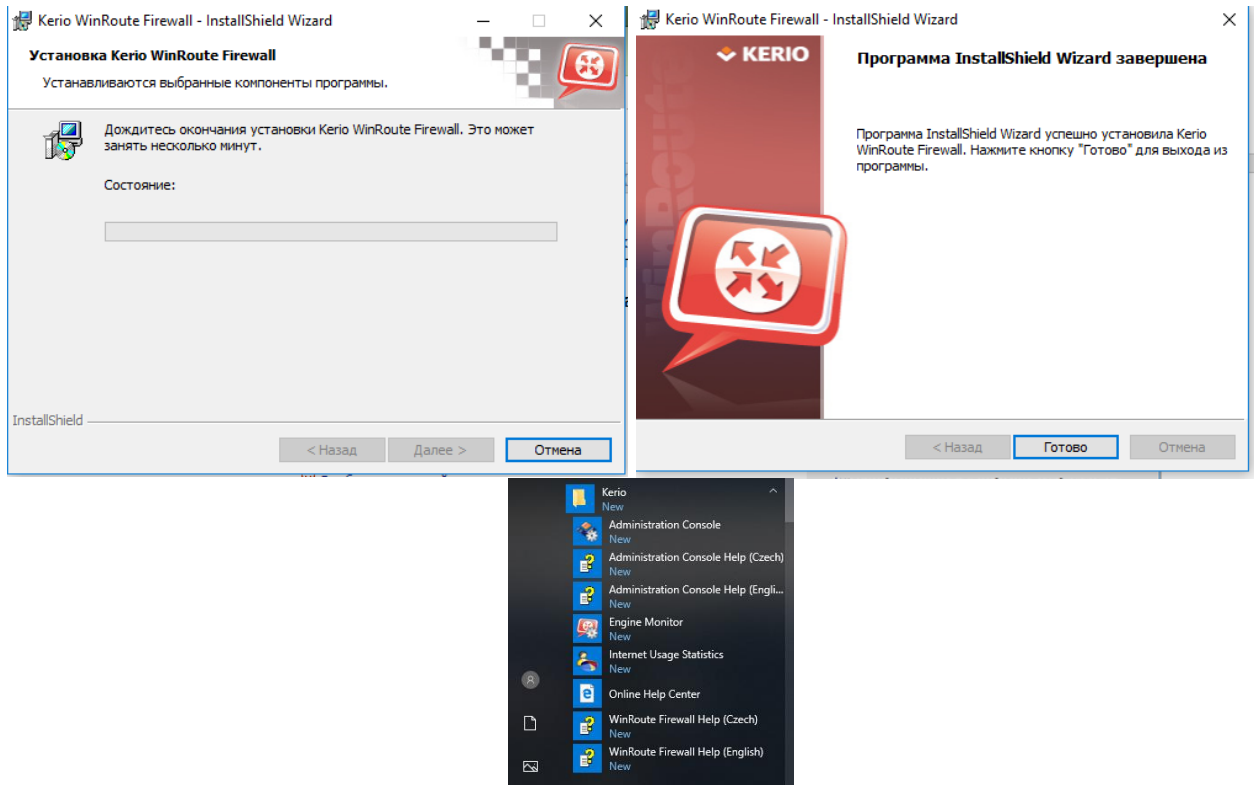 Kerio WinRoute Firewall - InstallShield Wizard
Установка Kerio WinRoute Firewall
Устанавливаются выбранные компоненты программы.
Дождитесь окончания установки Kerio WinRoute Firewall. Это может
занять несколько минут.
Состояние:
InstallShield
< Назад
Далее >
Отмена
Kerio WinRoute Firewall - InstallShield Wizard
KERIO
WinRoute
Программа InstallShield Wizard завершена
Программа InstallShield Wizard успешно установила Kerio
WinRoute Firewall. Нажмите кнопку "Готово" для выхода из
программы.
< Назад
Готово
Отмена
Kerio
New
Administration Console
New
Administration Console Help (Czech)
New
Administration Console Help (Engli...
New
Engine Monitor
New
Internet Usage Statistics
New
Online Help Center
WinRoute Firewall Help (Czech)
New
WinRoute Firewall Help (English)
New